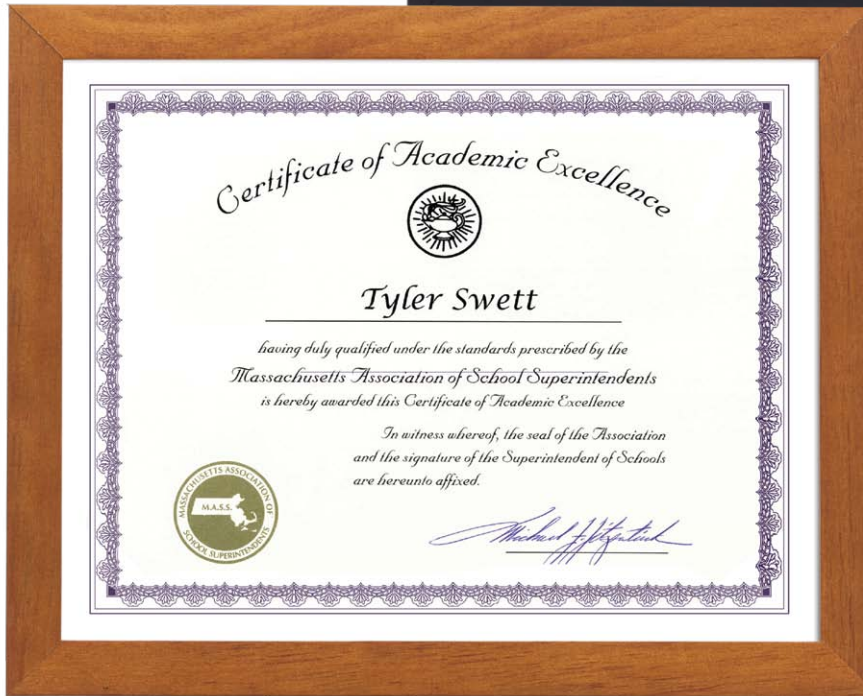 Certificate of Academic Excellence
Tyler Swett
having duly qualified under the standards prescribed by the
Massachusetts Association of School Superintendents
is hereby awarded this Certificate of Academic Excellence
In witness whereof, the seal of the Association
and the signature of the Superintendent of Schools
are hereunto affixed.
MASSACHUSETTS ASSOCIATION OF
M.A.S.S.
SCHOOL SUPERINTENDENTS
Michael J. Fitzpatrick